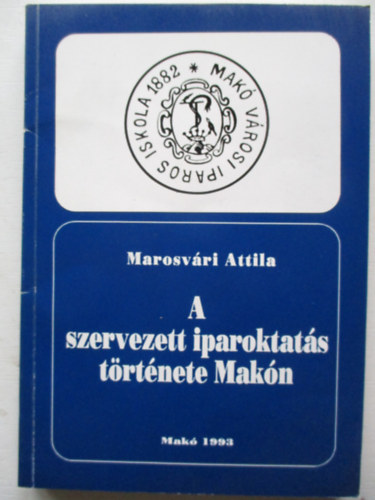 MAKÓ VÁROSI IPAROS ISKOLA 1882 *
Marosvári Attila
A
szervezett iparoktatás
története Makón
Makó 1993